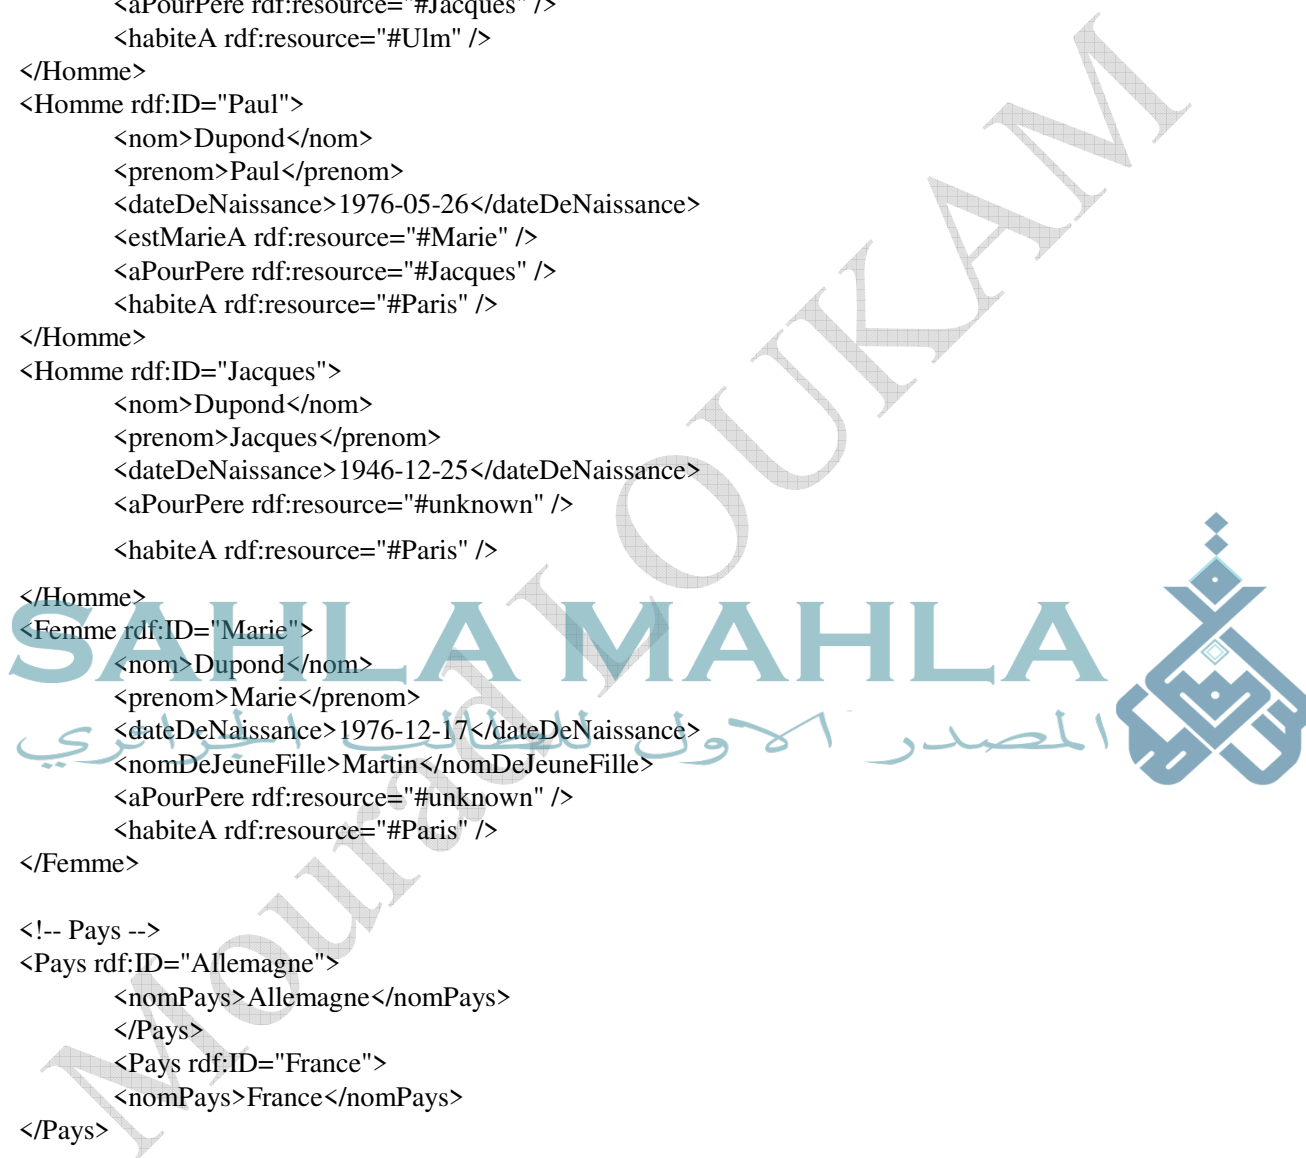 <aPourPere rdf:resource="#Jacques" />
<habiteA rdf:resource="#Ulm" />
</Homme>
<Homme rdf:ID="Paul">
<nom>Dupond</nom>
<prenom>Paul</prenom>
<dateDeNaissance>1976-05-26</dateDeNaissance>
<estMarieA rdf:resource="#Marie" />
<aPourPere rdf:resource="#Jacques" />
<habiteA rdf:resource="#Paris" />
</Homme>
<Homme rdf:ID="Jacques">
<nom>Dupond</nom>
<prenom>Jacques</prenom>
<dateDeNaissance>1946-12-25</dateDeNaissance>
<aPourPere rdf:resource="#unknown" />
<habiteA rdf:resource="#Paris" />
</Homme>
SAHLA MAHLA
<Femme rdf:ID="Marie">
<nom>Dupond</nom>
<prenom>Marie</prenom>
<dateDeNaissance>1976-12-17</dateDeNaissance>
المصدر الاول للطالب الجزائري
<nomDeJeuneFille>Martin</nomDeJeuneFille>
<aPourPere rdf:resource="#unknown" />
<habiteA rdf:resource="#Paris" />
</Femme>
<!-- Pays -->
<Pays rdf:ID="Allemagne">
<nomPays>Allemagne</nomPays>
</Pays>
<Pays rdf:ID="France">
<nomPays>France</nomPays>
</Pays>
Mourad LOUKAM